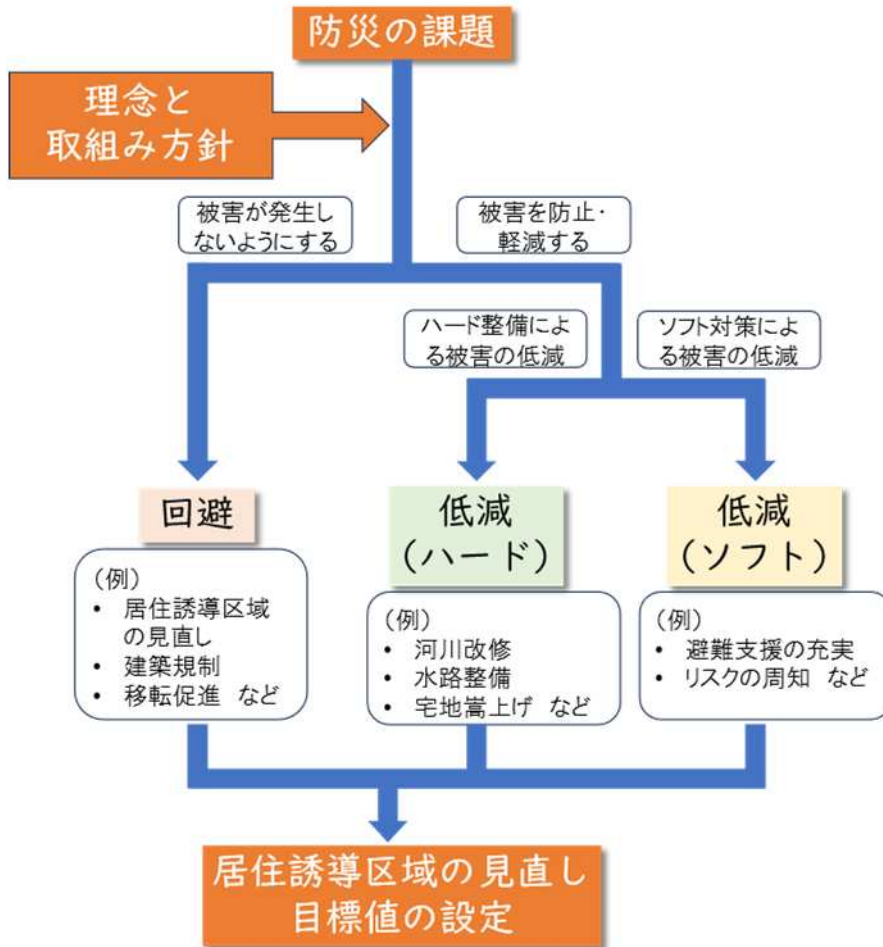 防災の課題
理念と
取組み方針
被害が発生し
ないようにする
被害を防止・
軽減する
ハード整備によ
る被害の低減
ソフト対策によ
る被害の低減
回避
（例）
• 居住誘導区域
の見直し
• 建築規制
• 移転促進 など
低減
（ハード）
（例）
• 河川改修
• 水路整備
• 宅地嵩上げ など
低減
（ソフト）
（例）
• 避難支援の充実
• リスクの周知 など
居住誘導区域の見直し
目標値の設定